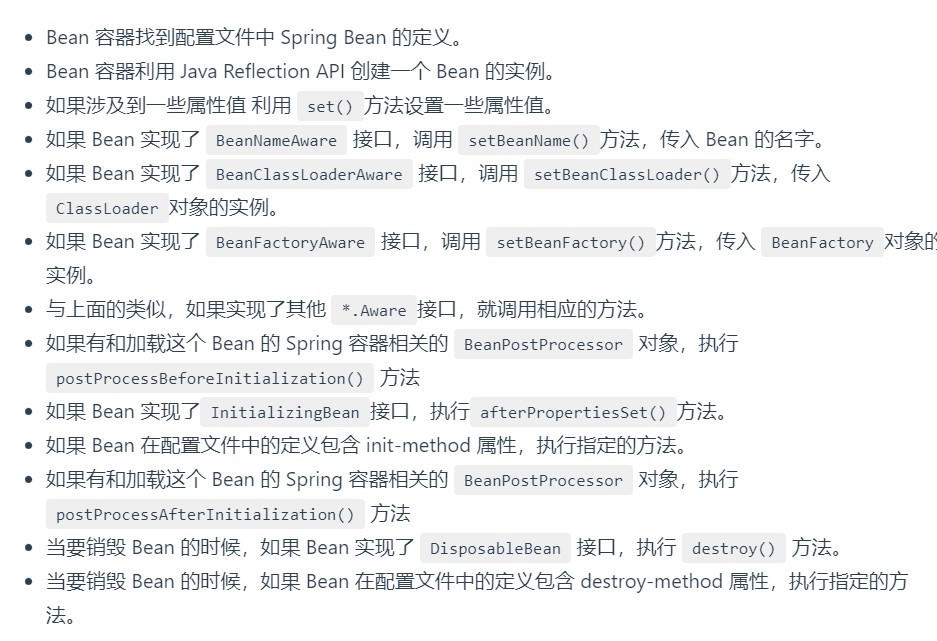 Bean 容器找到配置文件中 Spring Bean 的定义。
Bean 容器利用 Java Reflection API 创建一个 Bean 的实例。
如果涉及到一些属性值 利用 set() 方法设置一些属性值。
如果 Bean 实现了 BeanNameAware 接口，调用 setBeanName() 方法，传入 Bean 的名字。
如果 Bean 实现了 BeanClassLoaderAware 接口，调用 setBeanClassLoader() 方法，传入
ClassLoader 对象的实例。
如果 Bean 实现了 BeanFactoryAware 接口，调用 setBeanFactory() 方法，传入 BeanFactory 对象的
实例。
与上面的类似，如果实现了其他 *.Aware 接口，就调用相应的方法。
如果有和加载这个 Bean 的 Spring 容器相关的 BeanPostProcessor 对象，执行
postProcessBeforeInitialization() 方法
如果 Bean 实现了 InitializingBean 接口，执行 afterPropertiesSet() 方法。
如果 Bean 在配置文件中的定义包含 init-method 属性，执行指定的方法。
如果有和加载这个 Bean 的 Spring 容器相关的 BeanPostProcessor 对象，执行
postProcessAfterInitialization() 方法
当要销毁 Bean 的时候，如果 Bean 实现了 DisposableBean 接口，执行 destroy() 方法。
当要销毁 Bean 的时候，如果 Bean 在配置文件中的定义包含 destroy-method 属性，执行指定的方
法。